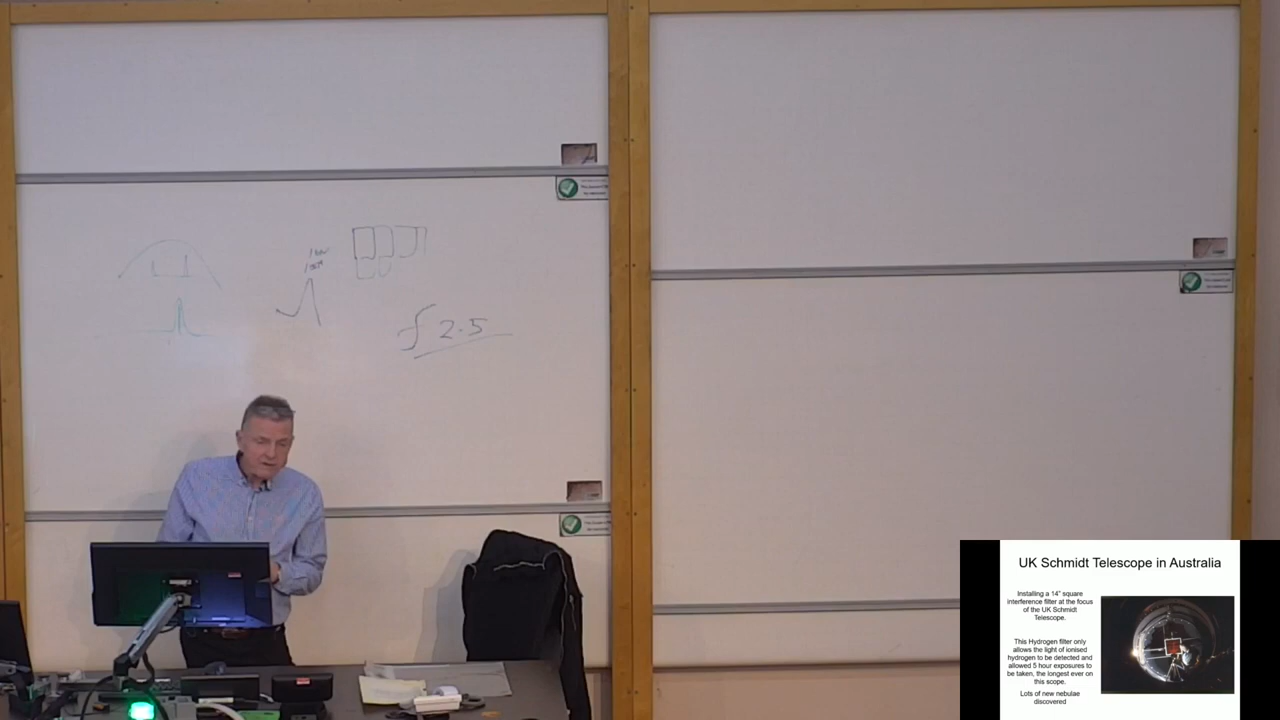 f 2.5
UK Schmidt Telescope in Australia
Installing a 14" square
interference filter at the focus
of the UK Schmidt
Telescope.
This Hydrogen filter only
allows the light of ionised
hydrogen to be detected and
allowed 5 hour exposures to
be taken, the longest ever on
this scope.
Lots of new nebulae
discovered